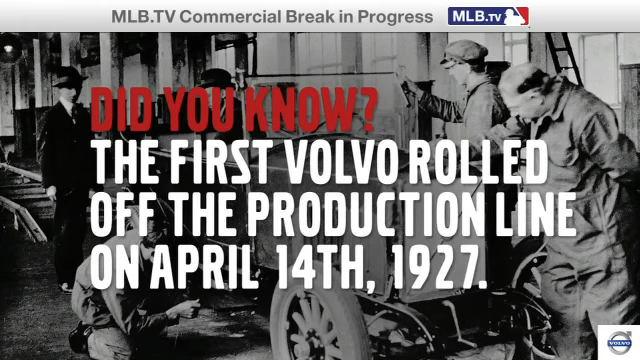 MLB.TV Commercial Break in Progress MLB.TV
DID YOU KNOW?
THE FIRST VOLVO ROLLED
OFF THE PRODUCTION LINE
ON APRIL 14TH, 1927.
VOLVO